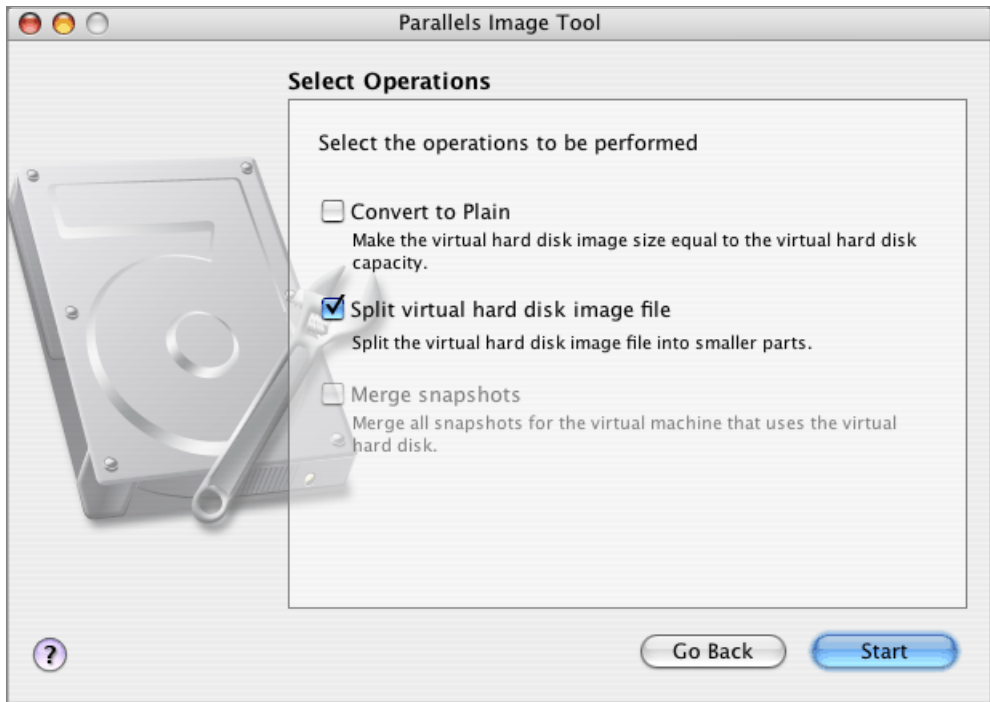 Parallels Image Tool
Select Operations
Select the operations to be performed
Convert to Plain
Make the virtual hard disk image size equal to the virtual hard disk
capacity.
Split virtual hard disk image file
Split the virtual hard disk image file into smaller parts.
Merge snapshots
Merge all snapshots for the virtual machine that uses the virtual
hard disk.
?
Go Back
Start